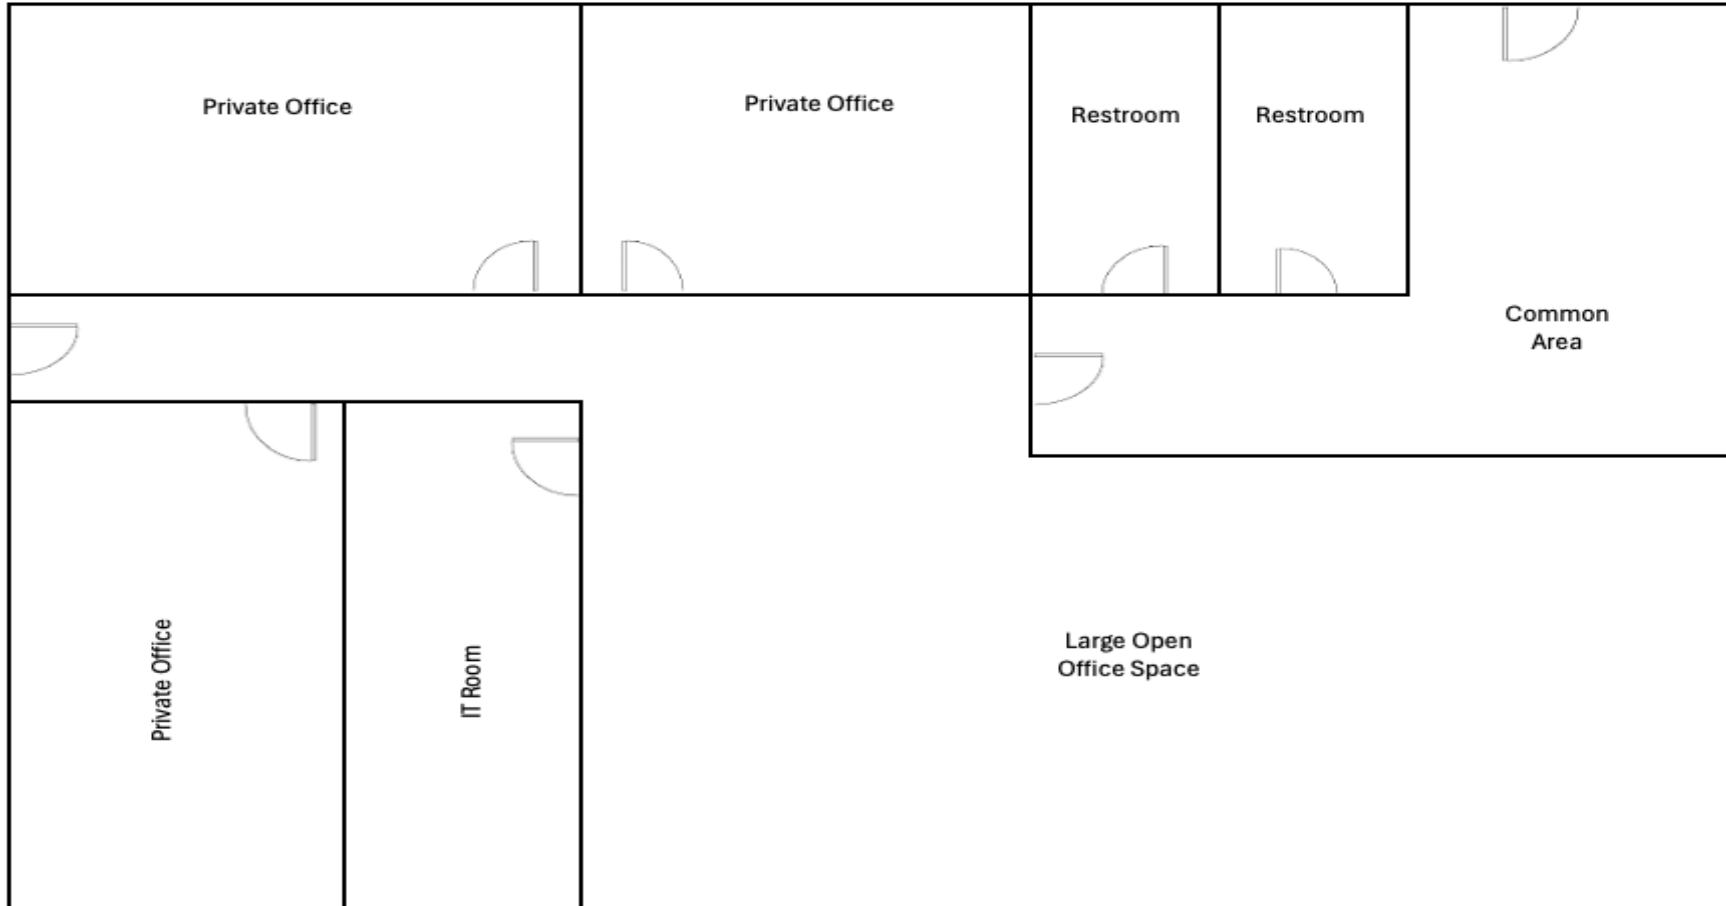 Private Office
Private Office
Restroom
Restroom
Common
Area
Private Office
IT Room
Large Open
Office Space